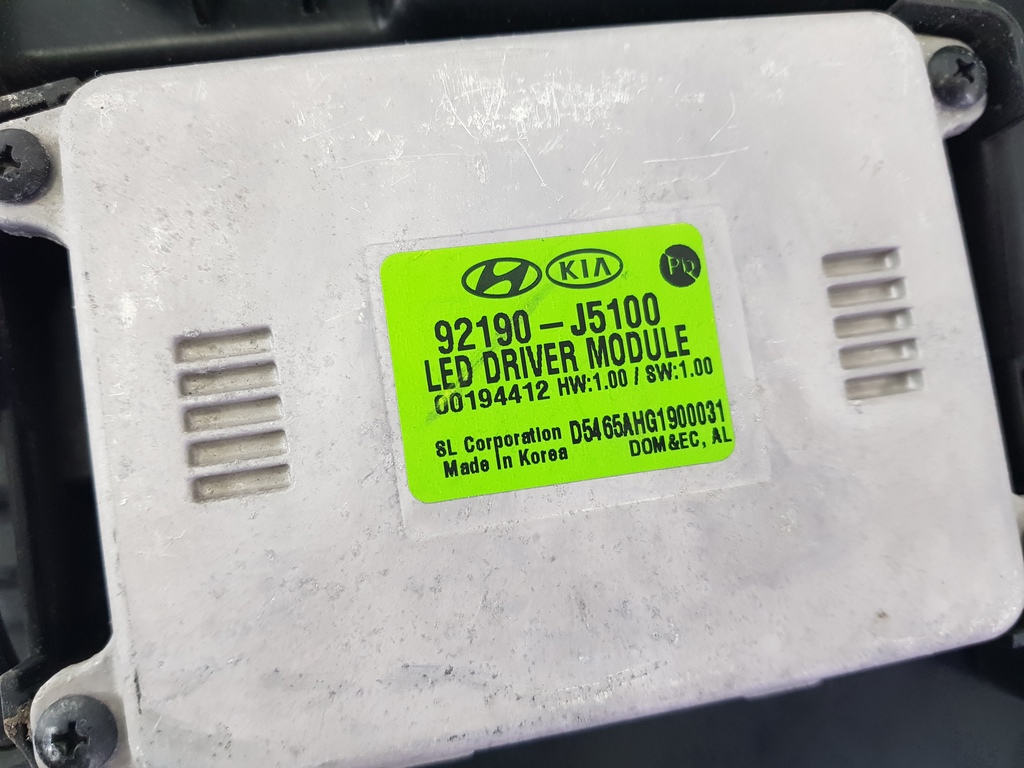 KIA PD
92190-J5100
LED DRIVER MODULE
00194412 HW:1.00 / SW:1.00
SL Corporation D5465AHG1900031
Made in Korea DOM&EC, AL